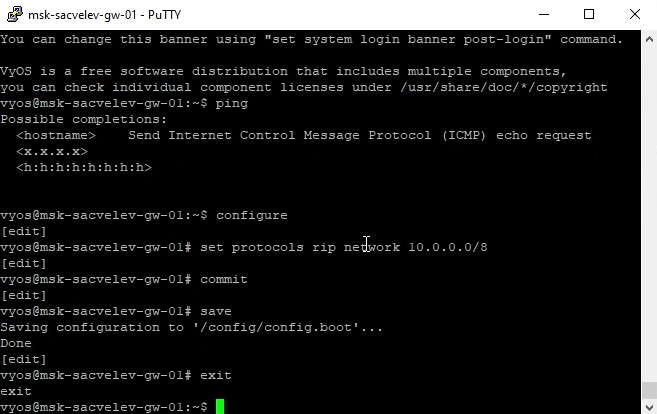 msk-sacvelev-gw-01 - PuTTY
You can change this banner using "set system login banner post-login" command.
VyOS is a free software distribution that includes multiple components,
you can check individual component licenses under /usr/share/doc/*/copyright
vyos@msk-sacvelev-gw-01:~$ ping
Possible completions:
  <hostname>    Send Internet Control Message Protocol (ICMP) echo request
  <x.x.x.x>
  <h:h:h:h:h:h:h:h>
vyos@msk-sacvelev-gw-01:~$ configure
[edit]
vyos@msk-sacvelev-gw-01# set protocols rip network 10.0.0.0/8
[edit]
vyos@msk-sacvelev-gw-01# commit
[edit]
vyos@msk-sacvelev-gw-01# save
Saving configuration to '/config/config.boot'...
Done
[edit]
vyos@msk-sacvelev-gw-01# exit
exit
vyos@msk-sacvelev-gw-01:~$